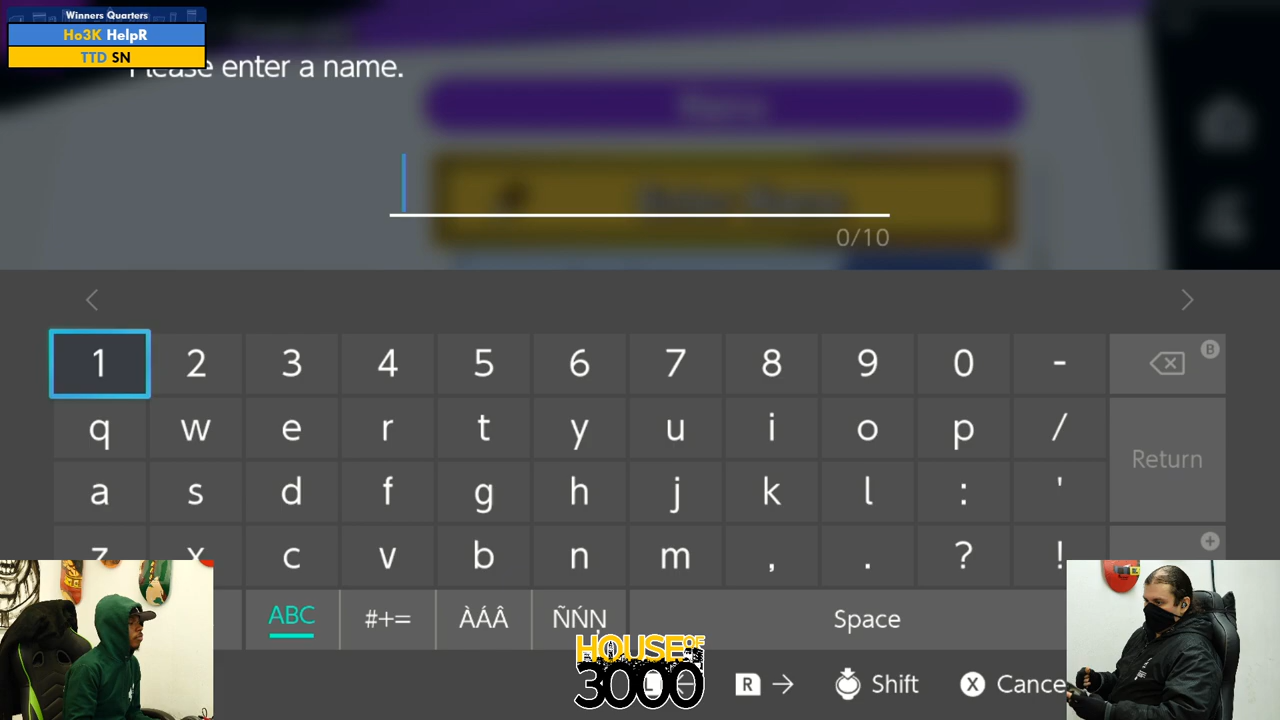 Winners Quarters
Ho3K HelpR
TTD SN
Please enter a name.
0/10
1 2 3 4 5 6 7 8 9 0 - B
q w e r t y u i o p /
Return
a s d f g h j k l : '
z x c v b n m , . ? ! +
ABC #+= ÀÁÂ ÑŃŅ Space
HOUSE OF
3000
L R → Shift X Cance